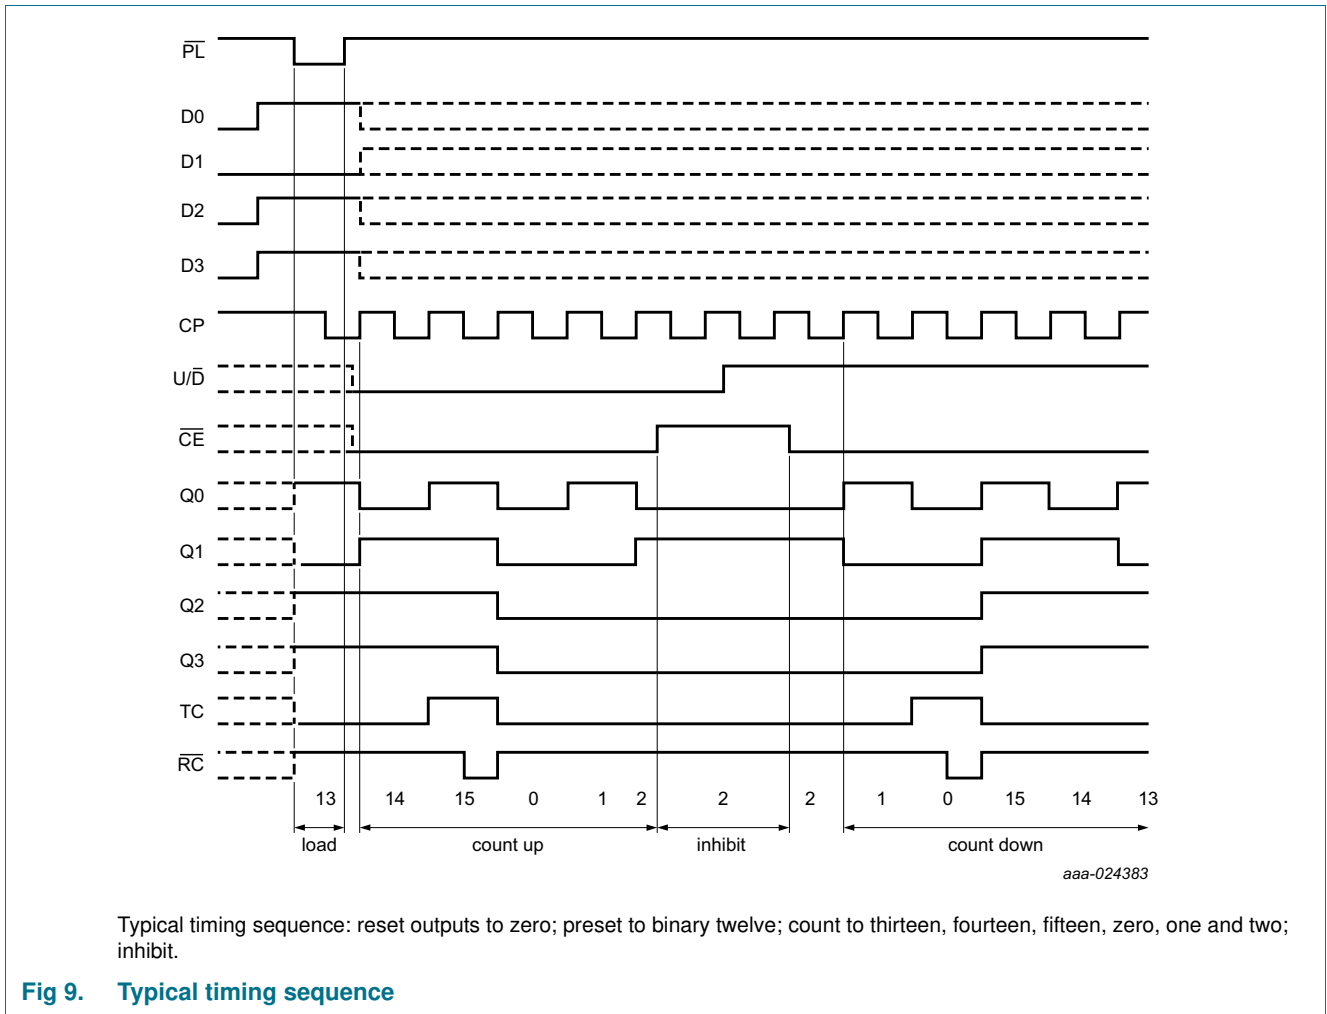 P̅L̅
D0
D1
D2
D3
CP
U/D̅
C̅E̅
Q0
Q1
Q2
Q3
TC
R̅C̅
13 14 15 0 1 2 2 2 1 0 15 14 13
load count up inhibit count down
aaa-024383
Typical timing sequence: reset outputs to zero; preset to binary twelve; count to thirteen, fourteen, fifteen, zero, one and two;
inhibit.
Fig 9. Typical timing sequence